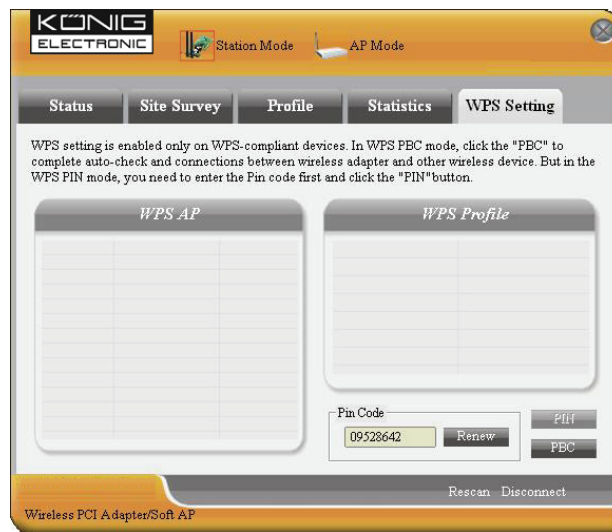 KÖNIG
ELECTRONIC
Station Mode
AP Mode
Status
Site Survey
Profile
Statistics
WPS Setting
WPS setting is enabled only on WPS-compliant devices. In WPS PBC mode, click the "PBC" to
complete auto-check and connections between wireless adapter and other wireless device. But in the
WPS PIN mode, you need to enter the Pin code first and click the "PIN"button.
WPS AP
WPS Profile
Pin Code
09528642
Renew
PIN
PBC
Rescan Disconnect
Wireless PCI Adapter/Soft AP